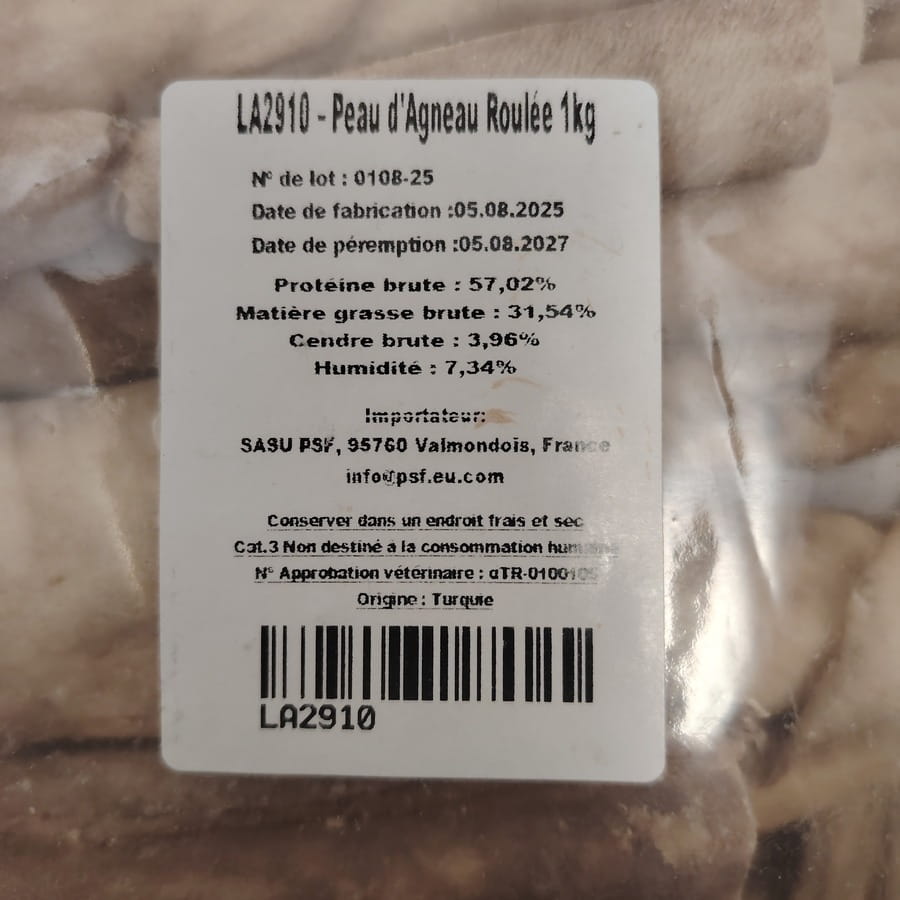 LA2910 - Peau d'Agneau Roulée 1kg
N° de lot : 0108-25
Date de fabrication :05.08.2025
Date de péremption :05.08.2027
Protéine brute : 57,02%
Matière grasse brute : 31,54%
Cendre brute : 3,96%
Humidité : 7,34%
Importateur:
SASU PSF, 95760 Valmondois, France
info@psf.eu.com
Conserver dans un endroit frais et sec
Cat.3 Non destiné à la consommation humaine
N° Approbation vétérinaire :
Origine : Turquie
LA2910